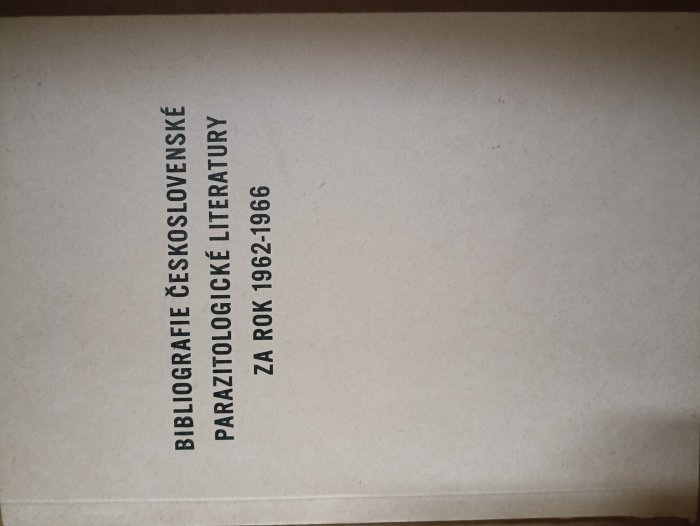 BIBLIOGRAFIE ČESKOSLOVENSKÉ
PARAZITOLOGICKÉ LITERATURY
ZA ROK 1962-1966